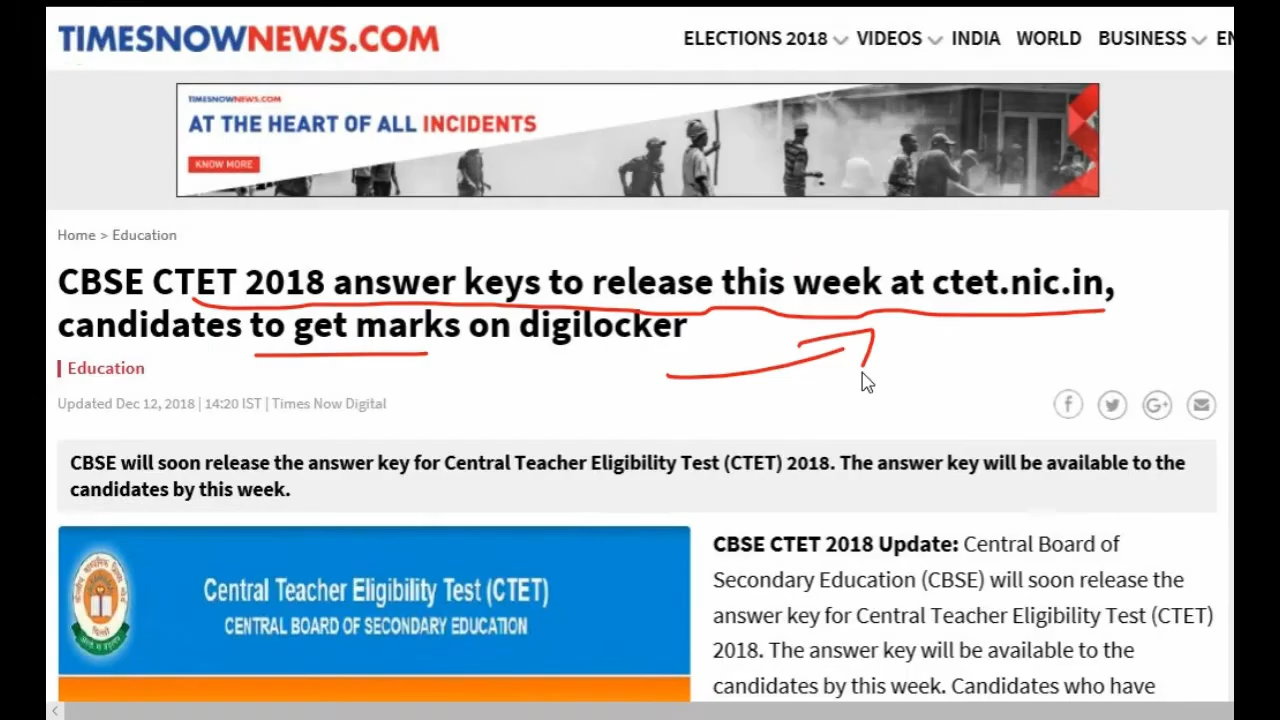 TIMESNOWNEWS.COM
ELECTIONS 2018 VIDEOS INDIA WORLD BUSINESS EN
TIMESNOWNEWS.COM
AT THE HEART OF ALL INCIDENTS
KNOW MORE
Home > Education
CBSE CTET 2018 answer keys to release this week at ctet.nic.in,
candidates to get marks on digilocker
Education
Updated Dec 12, 2018 | 14:20 IST | Times Now Digital
f G+
CBSE will soon release the answer key for Central Teacher Eligibility Test (CTET) 2018. The answer key will be available to the
candidates by this week.
Central Teacher Eligibility Test (CTET)
CENTRAL BOARD OF SECONDARY EDUCATION
CBSE CTET 2018 Update: Central Board of
Secondary Education (CBSE) will soon release the
answer key for Central Teacher Eligibility Test (CTET)
2018. The answer key will be available to the
candidates by this week. Candidates who have